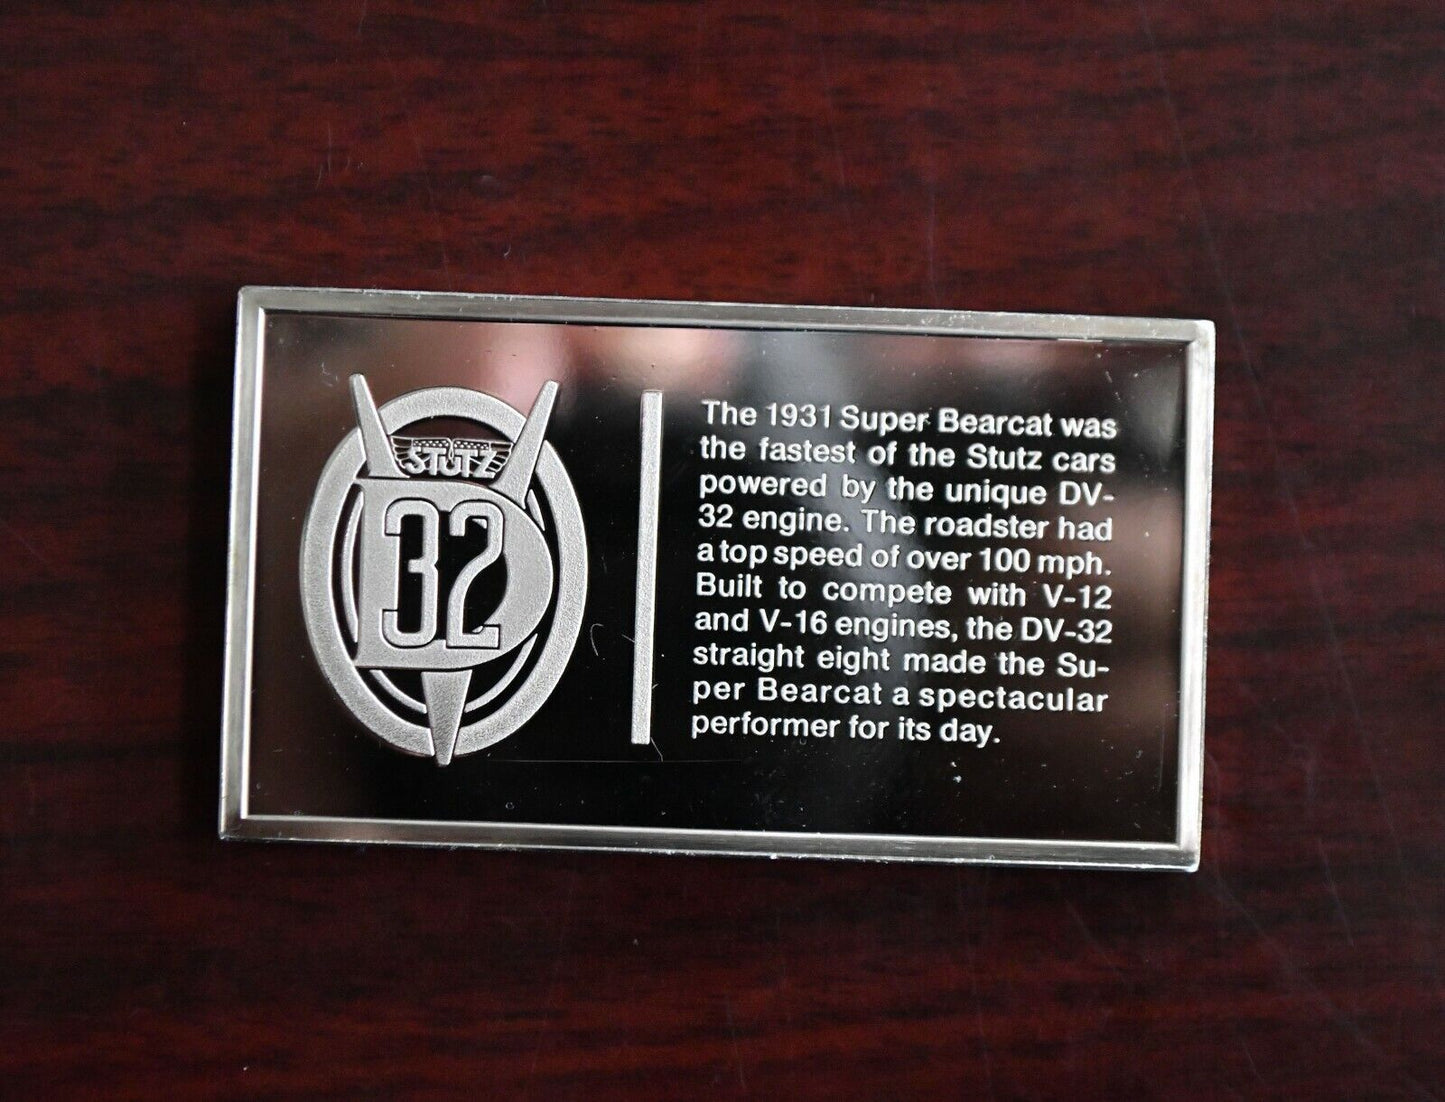 STUTZ
DV
32
The 1931 Super Bearcat was
the fastest of the Stutz cars
powered by the unique DV-
32 engine. The roadster had
a top speed of over 100 mph.
Built to compete with V-12
and V-16 engines, the DV-32
straight eight made the Su-
per Bearcat a spectacular
performer for its day.